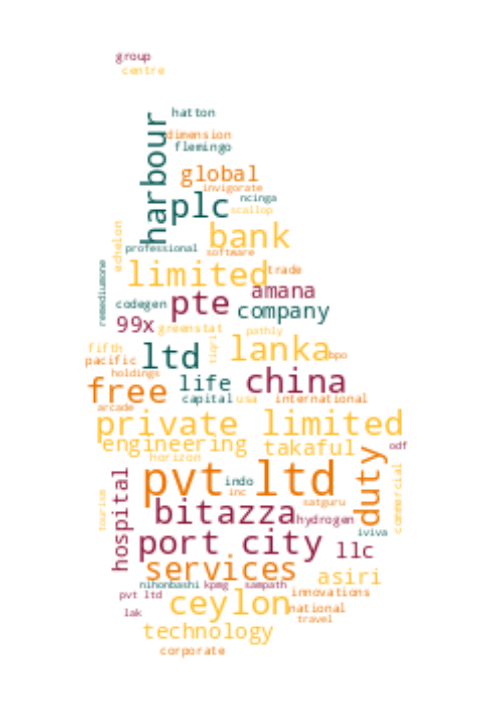 group
centre
hatton
harbour
dimension
flemingo
global
invigorate
ncinga
plc
scallop
echelon
bank
professional
software
remediumone
limited
trade
amana
codegen
pte
company
99x
greenstat
pathly
tiqri
lanka
fifth
ltd
bpo
pacific
holdings
life
china
free
capital
usa
international
arcade
private limited
engineering
takaful
odf
horizon
duty
hospital
pvt ltd
indo
inc
commercial
tourism
satguru
bitazza
hydrogen
iviva
port city
llc
services
asiri
nihonbashi
kpmg
sampath
innovations
pvt ltd
ceylon
national
lak
travel
technology
corporate